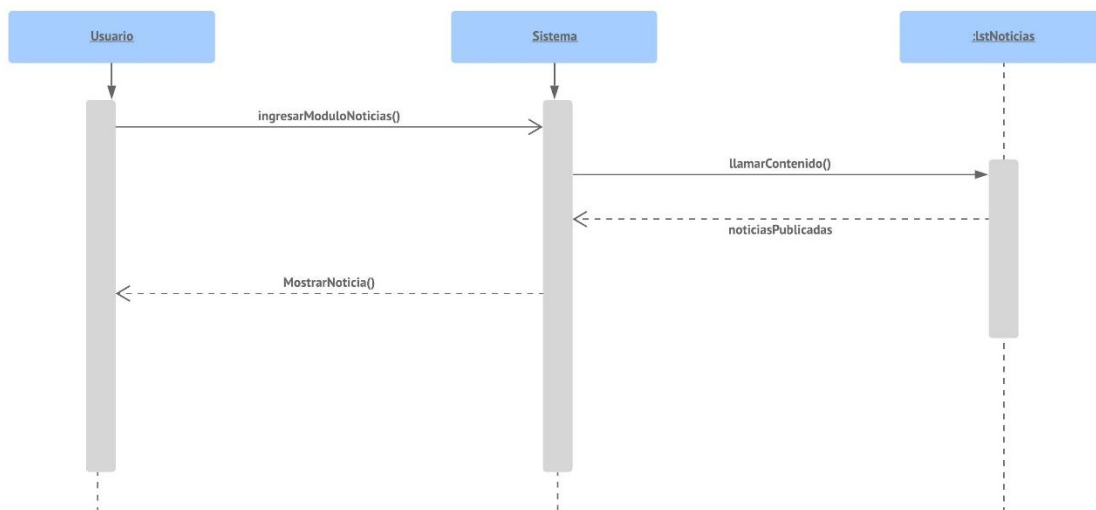 Usuario
Sistema
:lstNoticias
ingresarModuloNoticias()
llamarContenido()
noticiasPublicadas
MostrarNoticia()